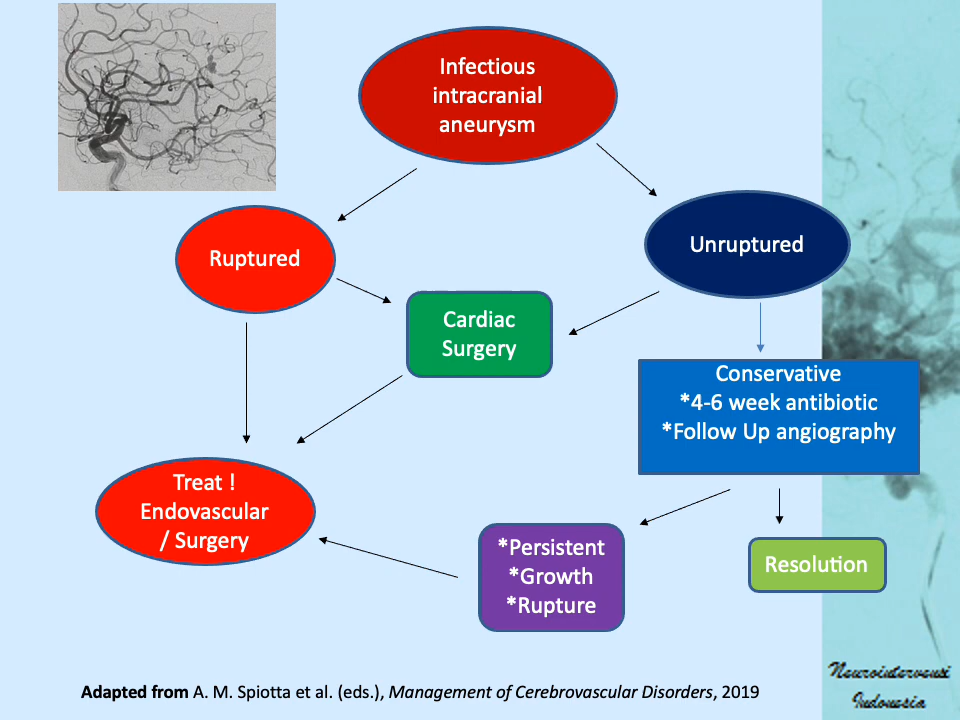 Infectious
intracranial
aneurysm
Ruptured
Unruptured
Cardiac
Surgery
Conservative
*4-6 week antibiotic
*Follow Up angiography
Treat !
Endovascular
/ Surgery
*Persistent
*Growth
*Rupture
Resolution
Adapted from A. M. Spiotta et al. (eds.), Management of Cerebrovascular Disorders, 2019
Neurointervensi
Indonesia